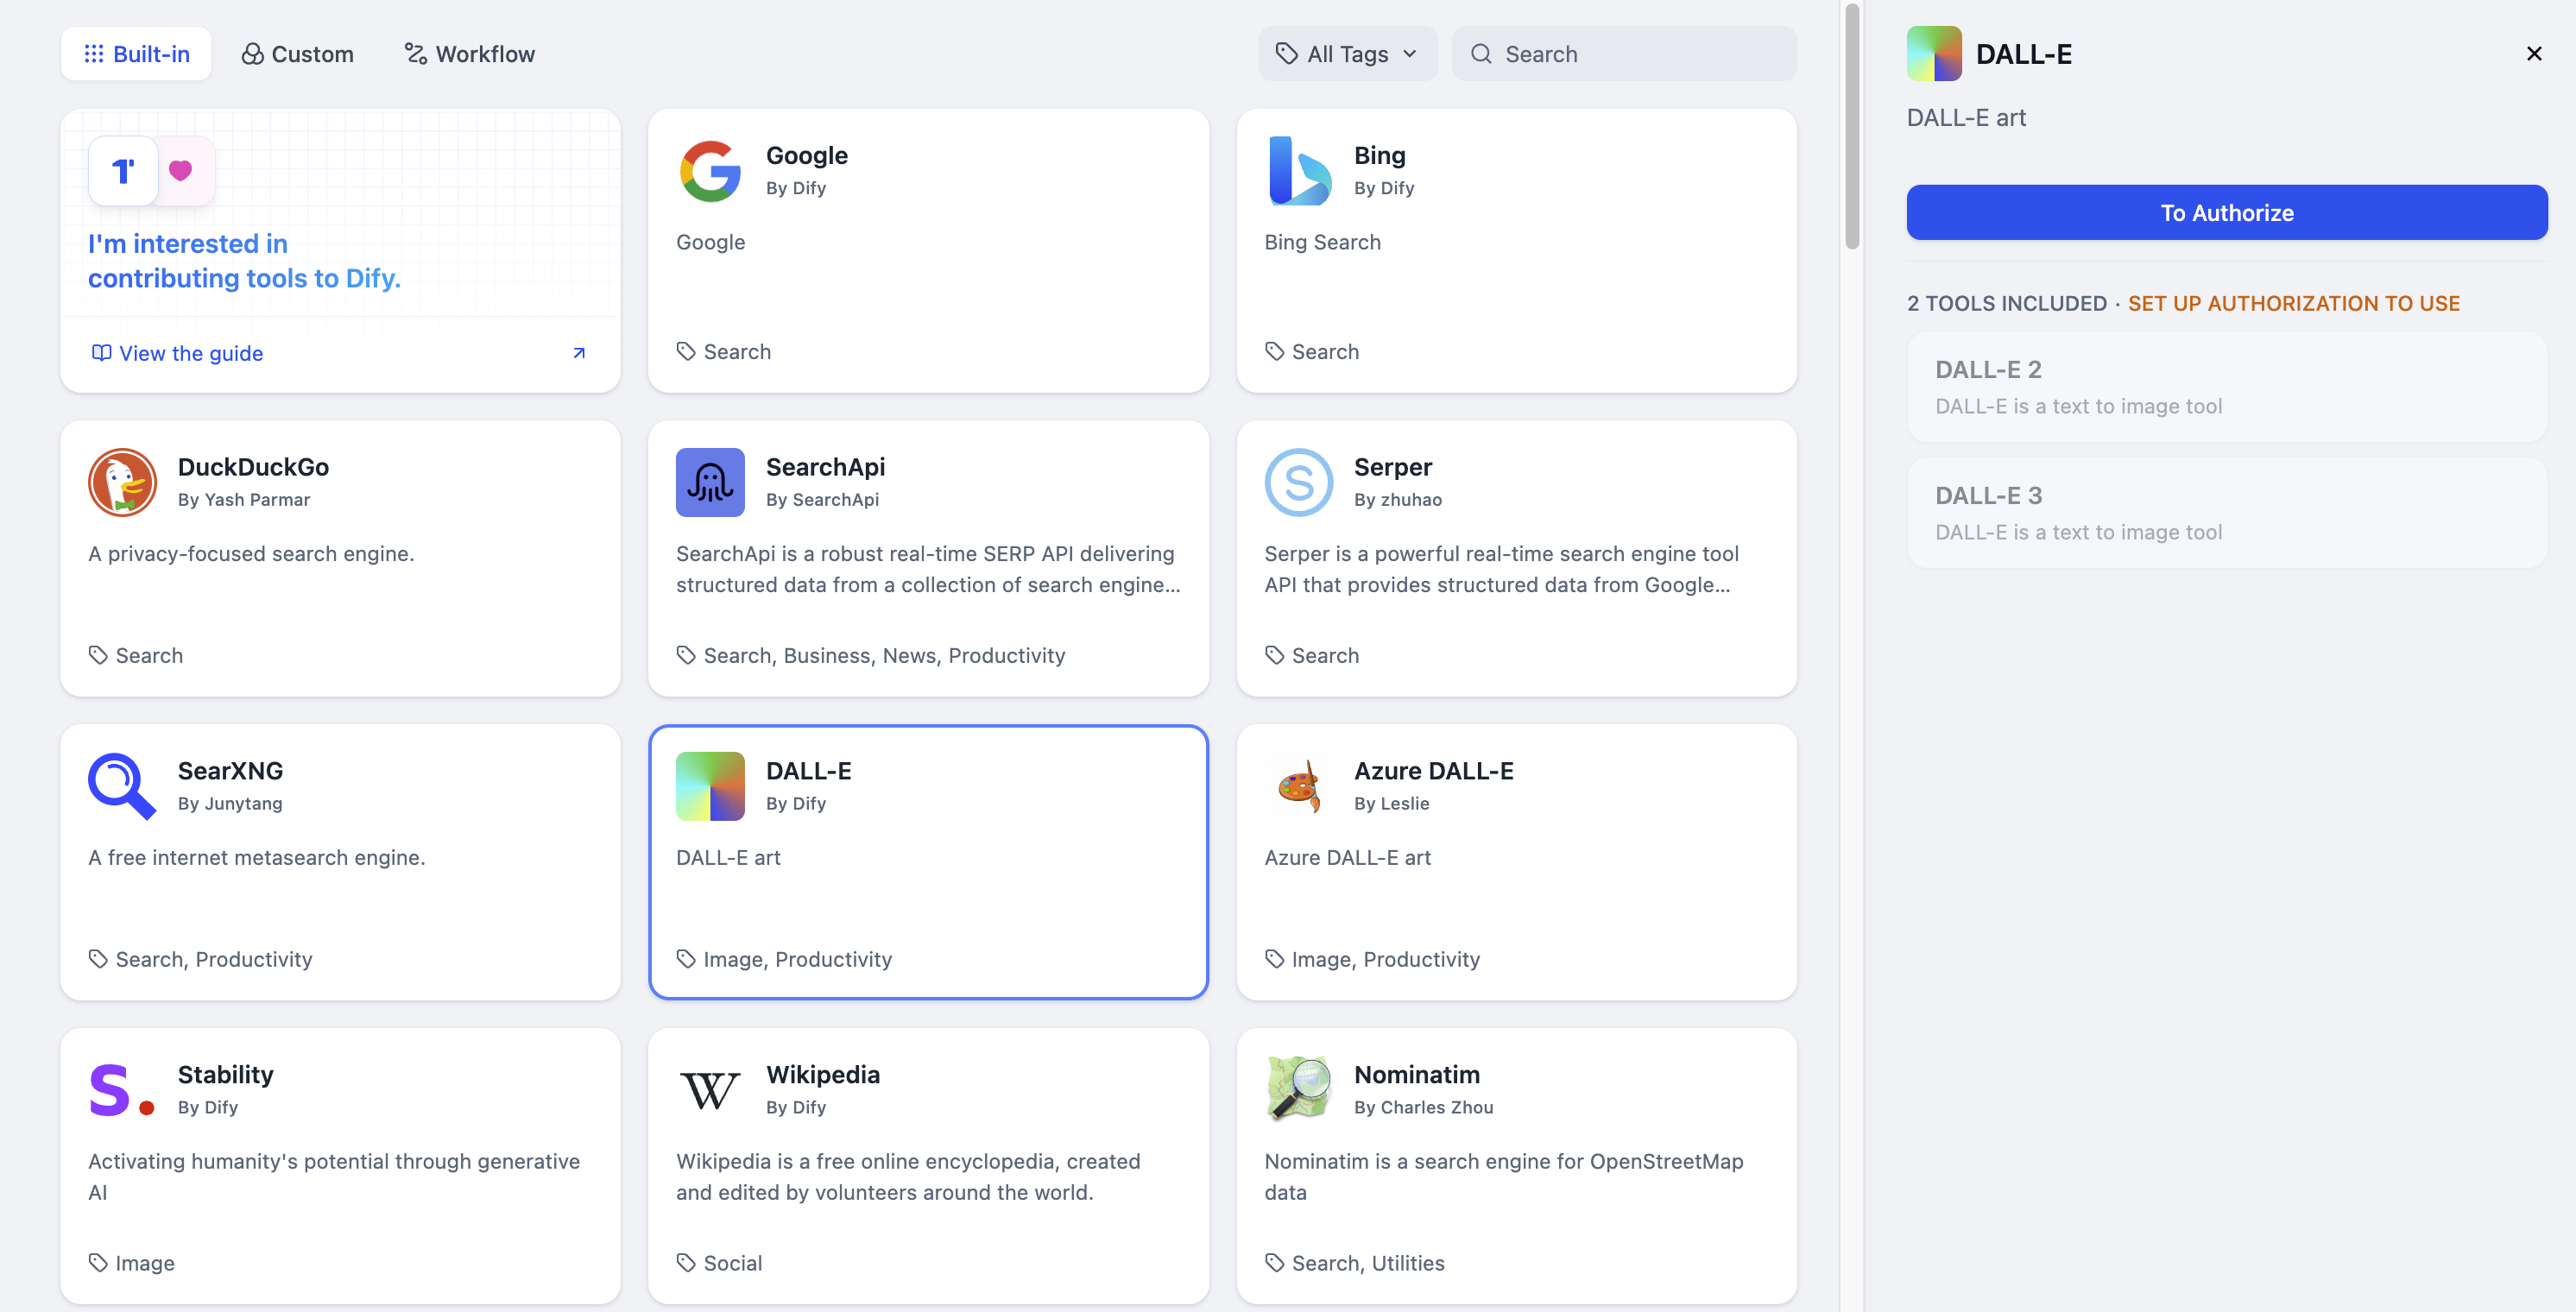 Built-in
Custom
Workflow
All Tags
Search
I'm interested in
contributing tools to Dify.
View the guide
Google
By Dify
Google
Search
Bing
By Dify
Bing Search
Search
DuckDuckGo
By Yash Parmar
A privacy-focused search engine.
Search
SearchApi
By SearchApi
SearchApi is a robust real-time SERP API delivering
structured data from a collection of search engine...
Search, Business, News, Productivity
Serper
By zhuhao
Serper is a powerful real-time search engine tool
API that provides structured data from Google...
Search
SearXNG
By Junytang
A free internet metasearch engine.
Search, Productivity
DALL-E
By Dify
DALL-E art
Image, Productivity
Azure DALL-E
By Leslie
Azure DALL-E art
Image, Productivity
Stability
By Dify
Activating humanity's potential through generative
AI
Image
Wikipedia
By Dify
Wikipedia is a free online encyclopedia, created
and edited by volunteers around the world.
Social
Nominatim
By Charles Zhou
Nominatim is a search engine for OpenStreetMap
data
Search, Utilities
DALL-E
DALL-E art
To Authorize
2 TOOLS INCLUDED · SET UP AUTHORIZATION TO USE
DALL-E 2
DALL-E is a text to image tool
DALL-E 3
DALL-E is a text to image tool